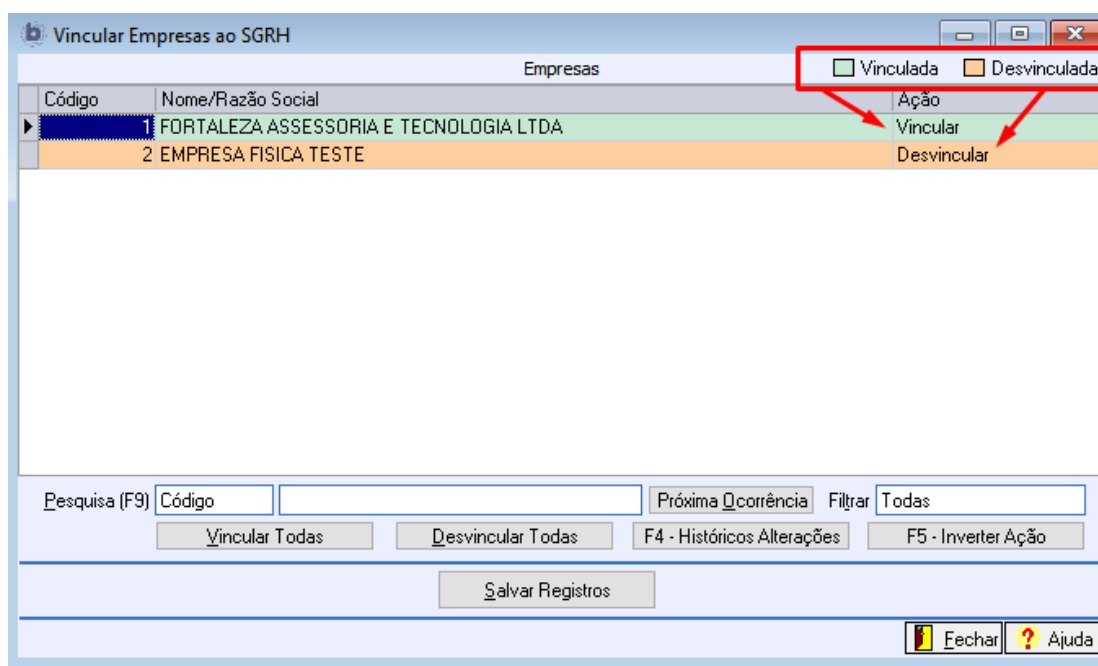 Vincular Empresas ao SGRH
Empresas Vinculada Desvinculada
Código Nome/Razão Social Ação
1 FORTALEZA ASSESSORIA E TECNOLOGIA LTDA Vincular
2 EMPRESA FISICA TESTE Desvincular
Pesquisa (F9) Código Próxima Ocorrência Filtrar Todas
Vincular Todas Desvincular Todas F4 - Históricos Alterações F5 - Inverter Ação
Salvar Registros
Fechar ? Ajuda